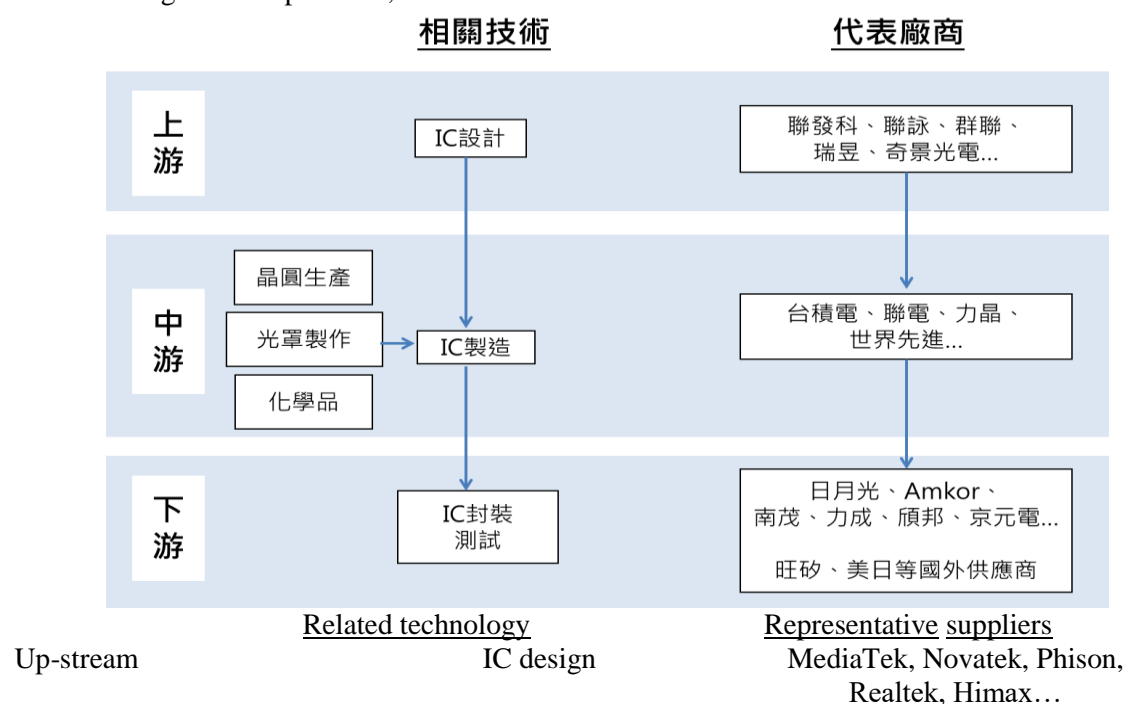 相關技術
代表廠商
上
游
IC設計
聯發科、聯詠、群聯、
瑞昱、奇景光電...
中
游
晶圓生產
光罩製作
化學品
IC製造
台積電、聯電、力晶、
世界先進...
下
游
IC封裝
測試
日月光、Amkor、
南茂、力成、頎邦、京元電...
旺矽、美日等國外供應商
Related technology
Representative suppliers
Up-stream
IC design
MediaTek, Novatek, Phison,
Realtek, Himax…